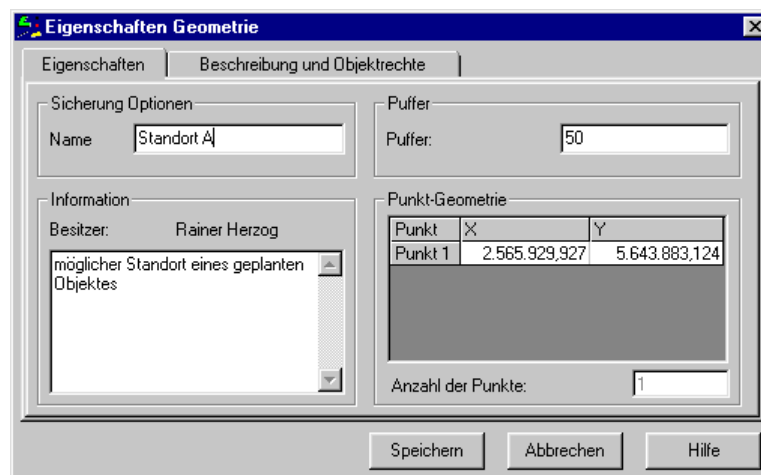 Eigenschaften Geometrie
Eigenschaften
Beschreibung und Objektrechte
Sicherung Optionen
Name Standort A
Puffer
Puffer: 50
Information
Besitzer: Rainer Herzog
möglicher Standort eines geplanten
Objektes
Punkt-Geometrie
Punkt X Y
Punkt 1 2.565.929,927 5.643.883,124
Anzahl der Punkte: 1
Speichern Abbrechen Hilfe